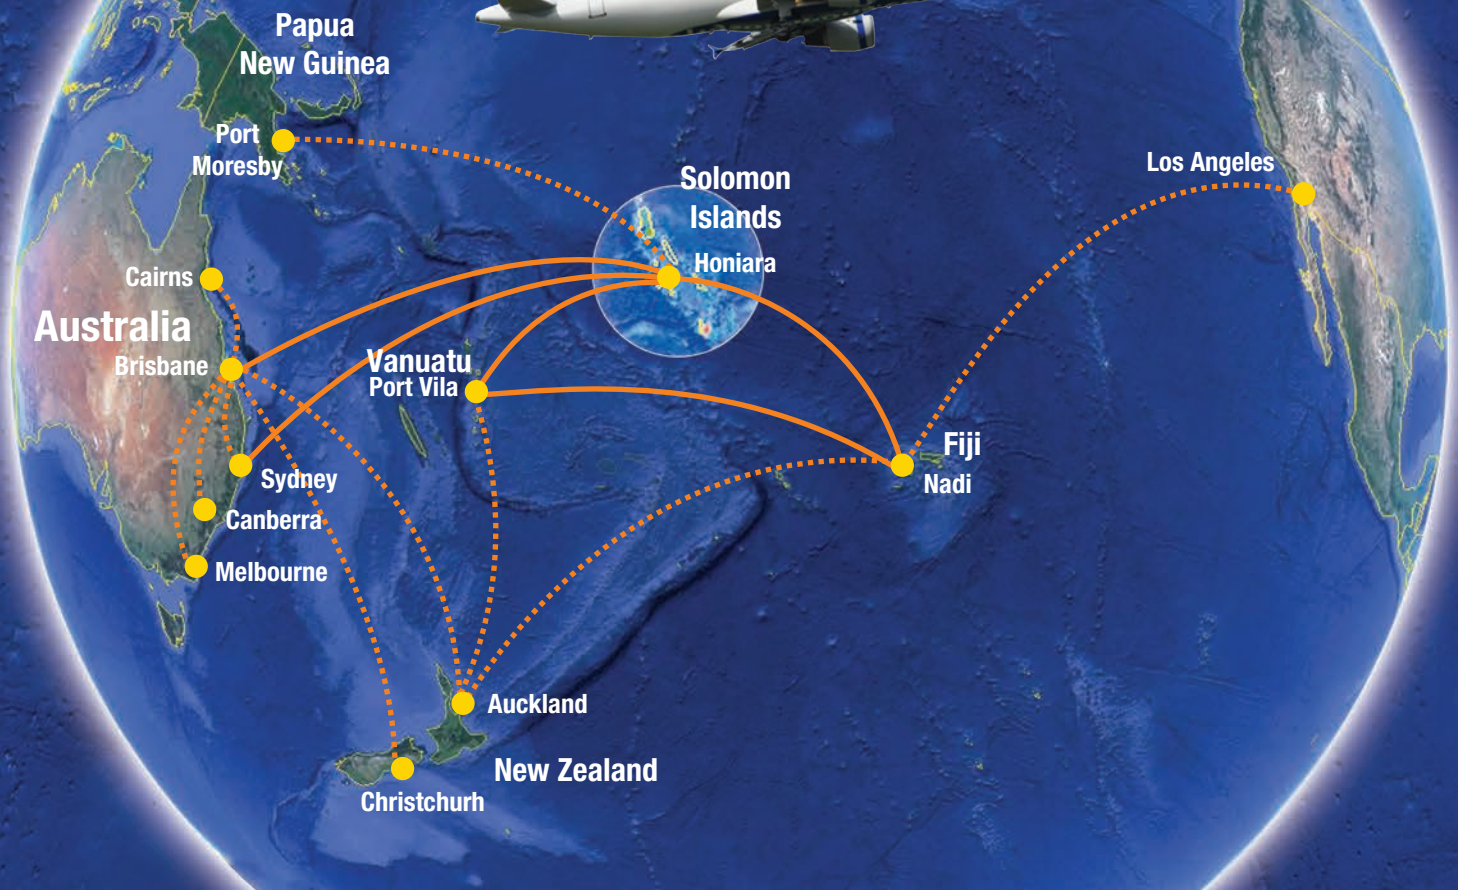 Papua
New Guinea
Port
Moresby
Los Angeles
Solomon
Islands
Honiara
Cairns
Australia
Brisbane
Vanuatu
Port Vila
Fiji
Nadi
Sydney
Canberra
Melbourne
Auckland
New Zealand
Christchurh